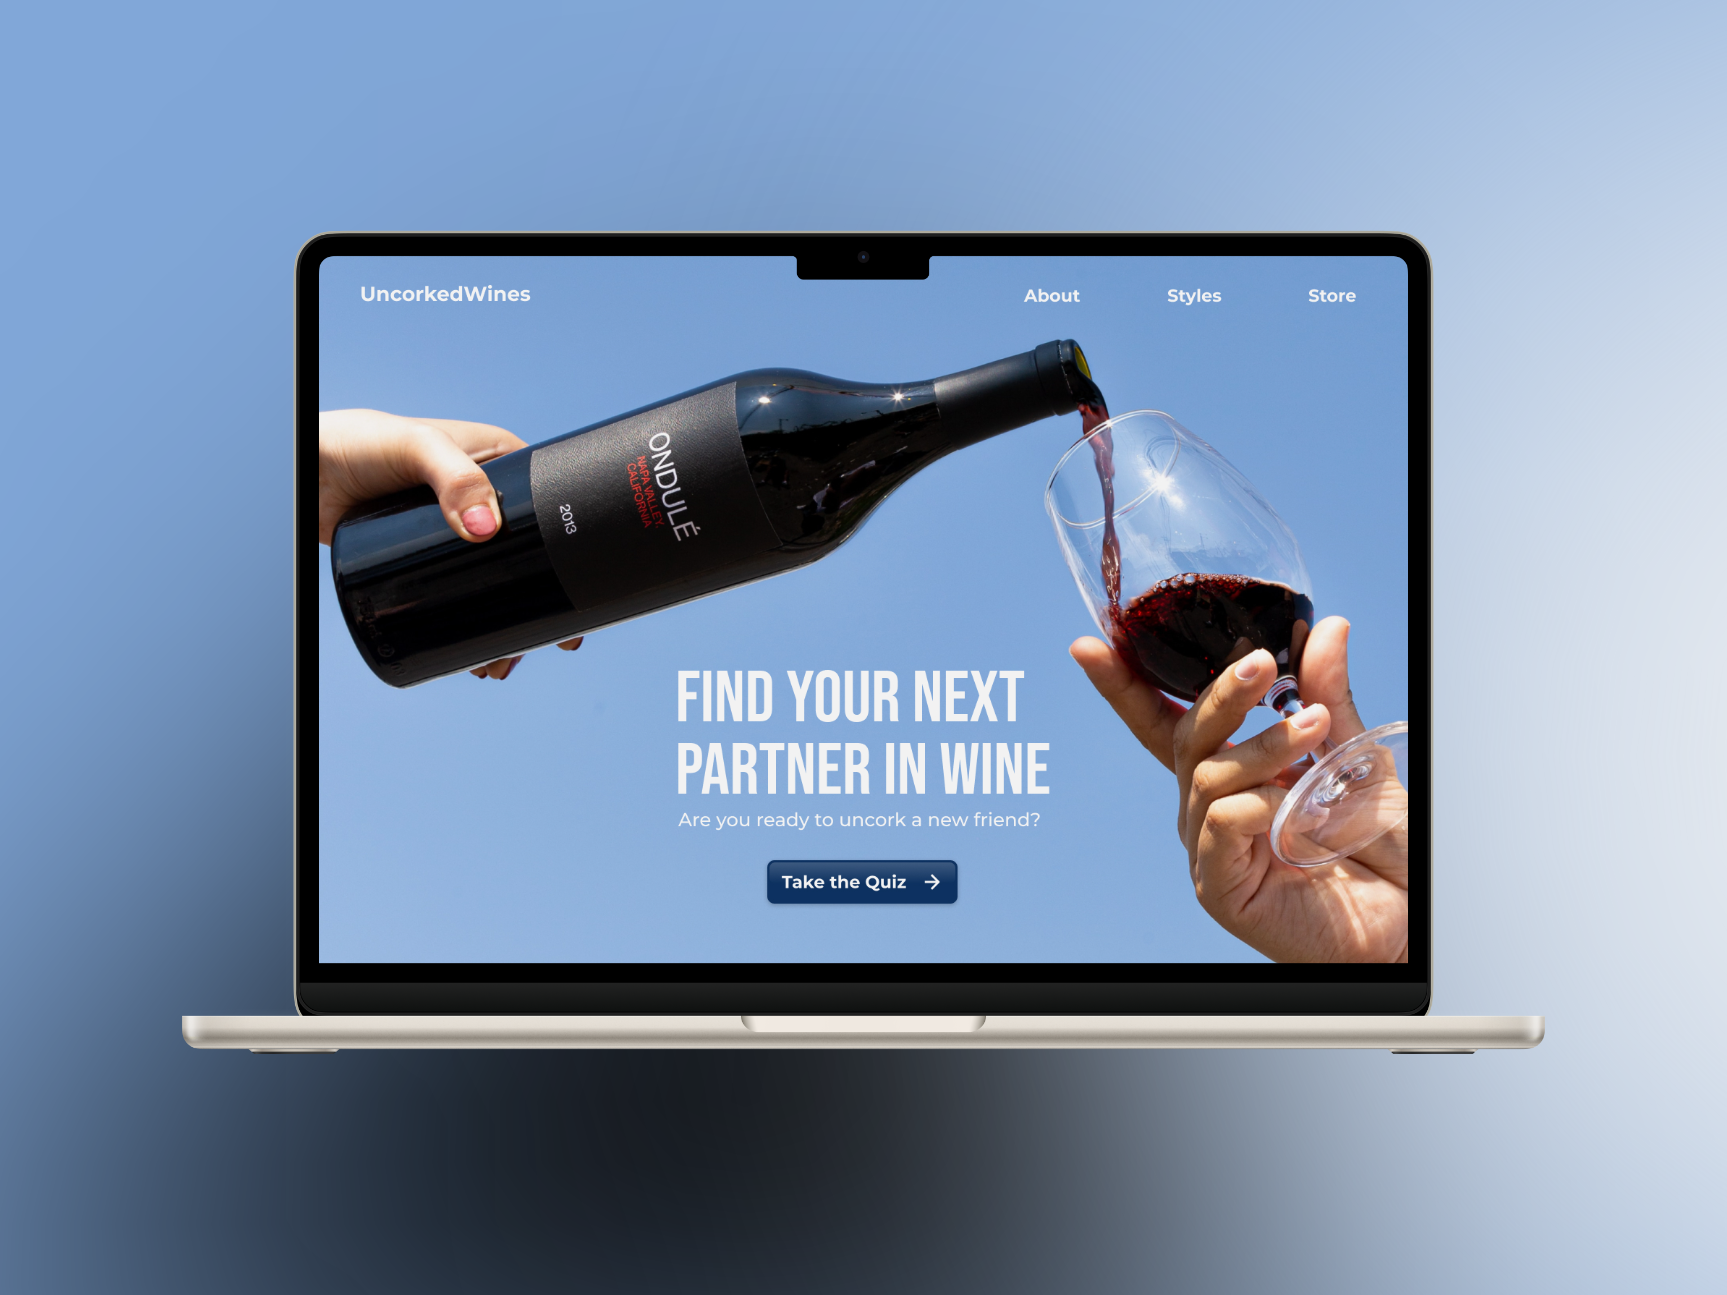 UncorkedWines
About
Styles
Store
ONDULÉ
NAPA VALLEY,
CALIFORNIA
2013
FIND YOUR NEXT
PARTNER IN WINE
Are you ready to uncork a new friend?
Take the Quiz →